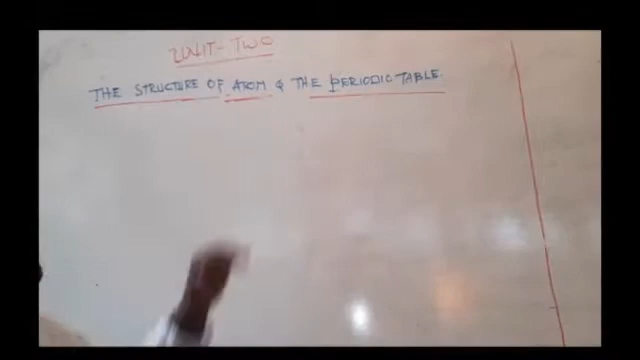 UNIT-TWO
THE STRUCTURE OF ATOM & THE PERIODIC TABLE